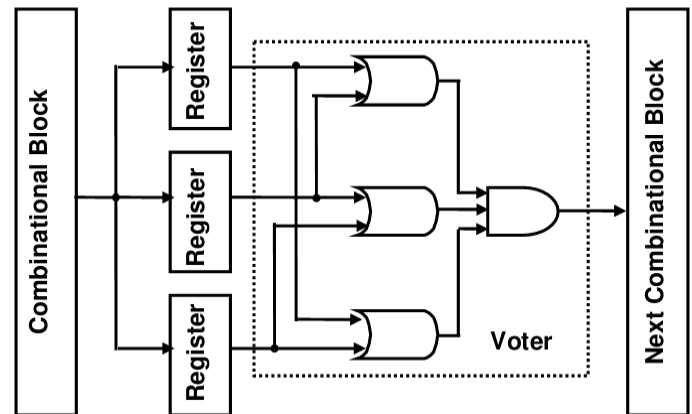 Combinational Block
Register
Register
Register
Voter
Next Combinational Block